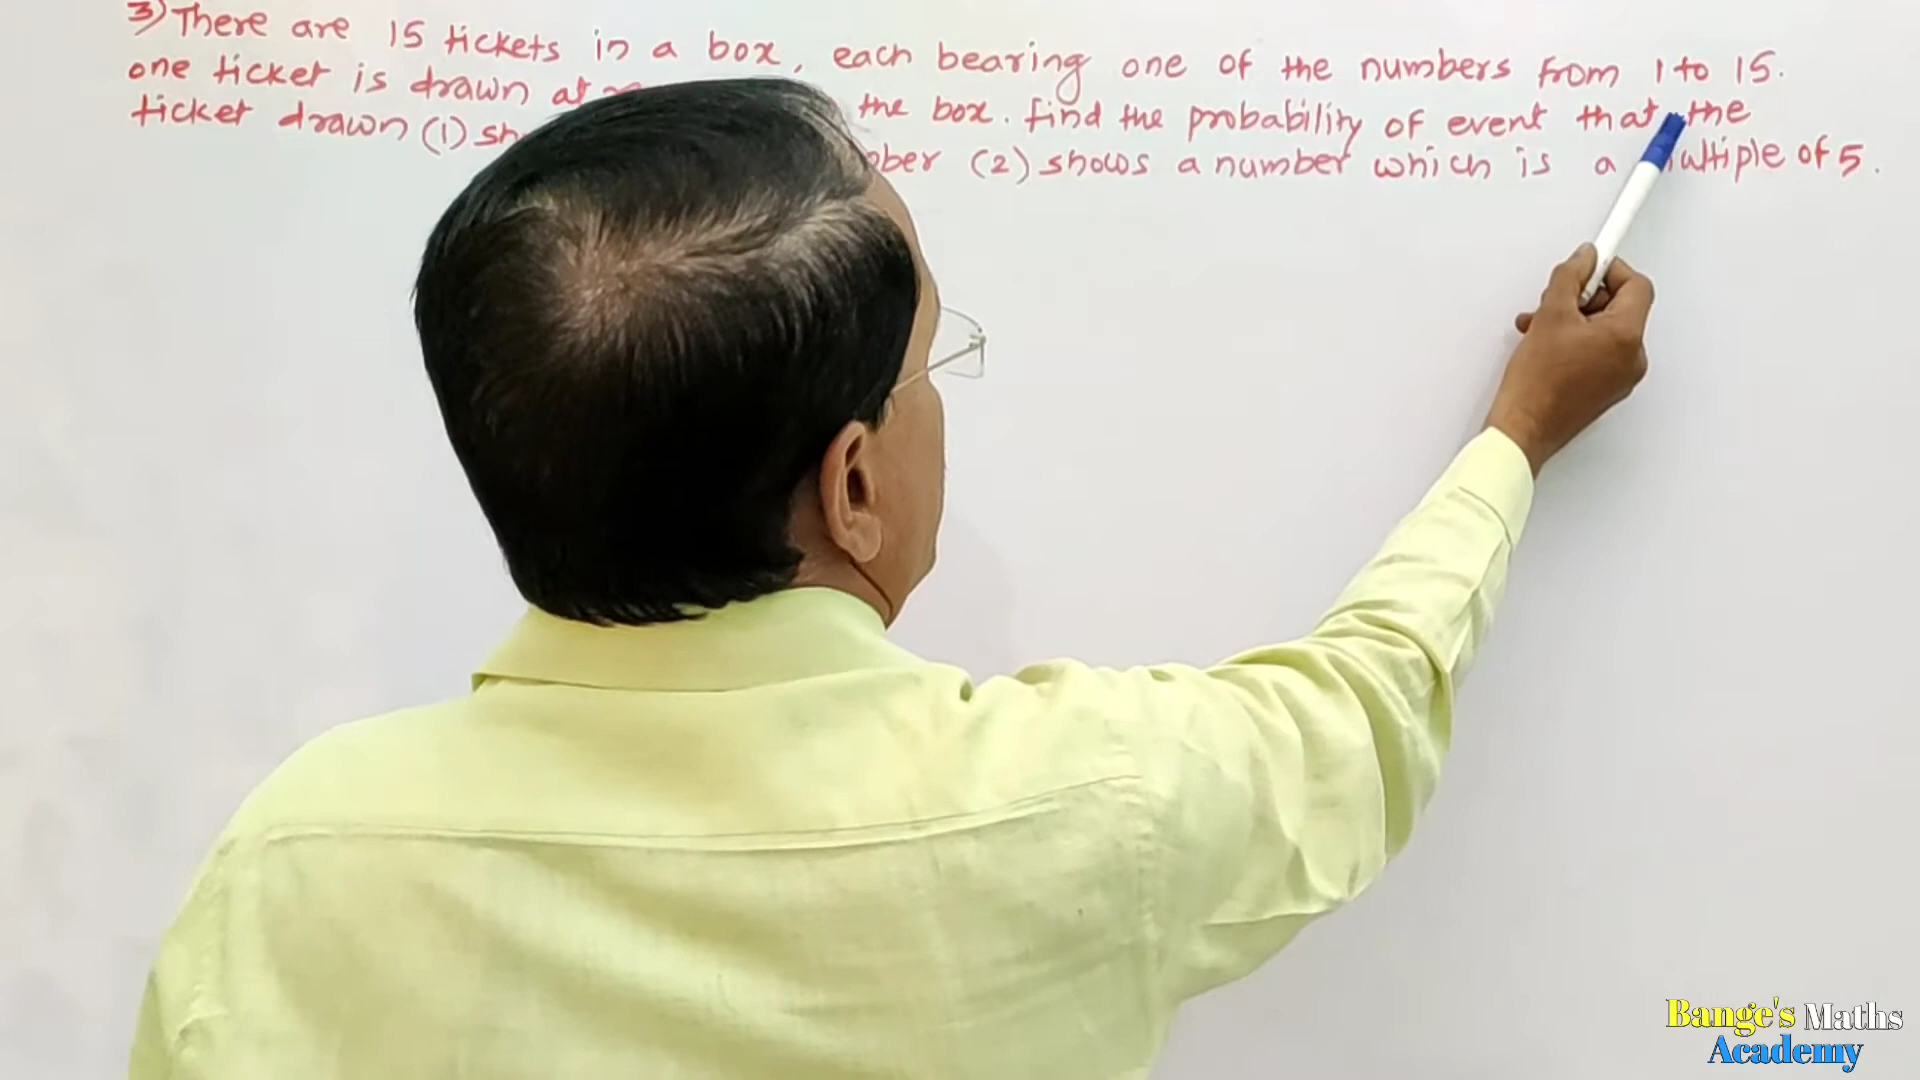 3) There are 15 tickets in a box, each bearing one of the numbers from 1 to 15.
one ticket is drawn at the box. find the probability of event that the
ticket drawn (1) (2) shows a number which is a multiple of 5.
Bange's Maths
Academy